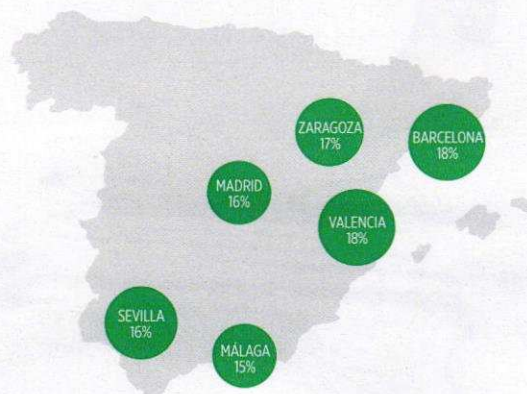 ZARAGOZA
17%
BARCELONA
18%
MADRID
16%
VALENCIA
18%
SEVILLA
16%
MÁLAGA
15%